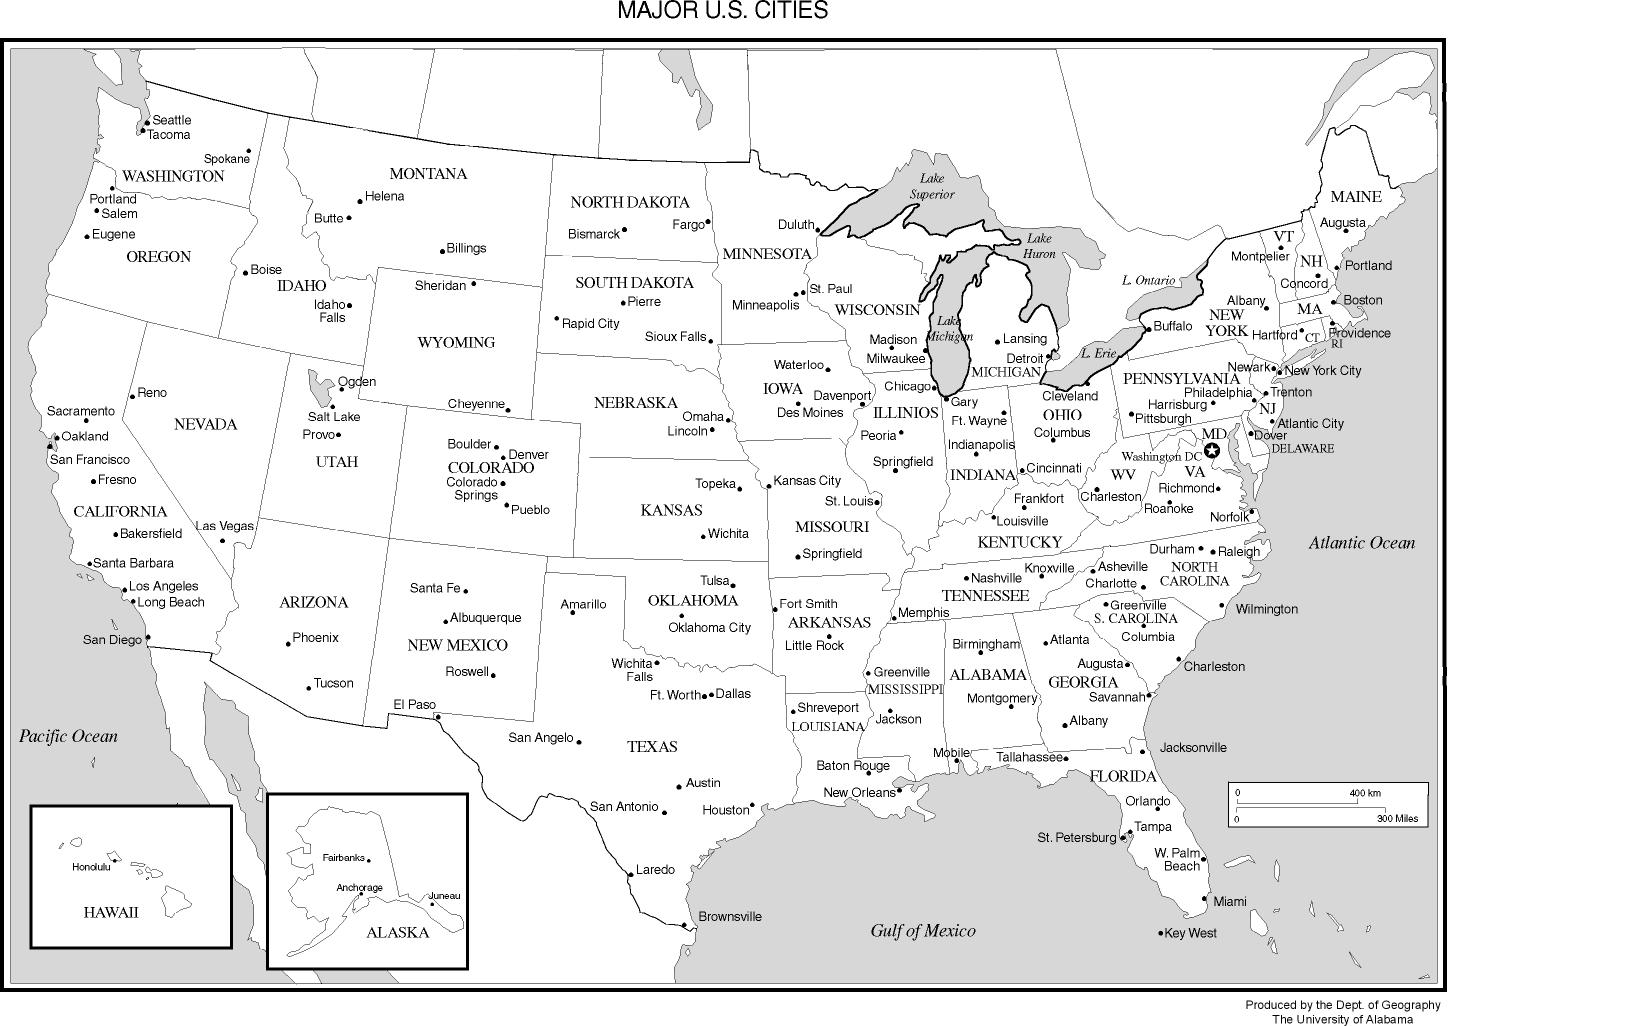 MAJOR U.S. CITIES
Seattle
Tacoma
Spokane
WASHINGTON
Portland
Salem
Eugene
OREGON
MONTANA
Helena
Butte
Billings
Boise
IDAHO
Idaho
Falls
NORTH DAKOTA
Bismarck
Fargo
SOUTH DAKOTA
Pierre
Rapid City
Sioux Falls
Sheridan
WYOMING
Cheyenne
Duluth
MINNESOTA
St. Paul
Minneapolis
Lake
Superior
Lake
Huron
Lake
Michigan
L. Ontario
L. Erie
WISCONSIN
Madison
Milwaukee
Lansing
Detroit
MICHIGAN
MAINE
Augusta
VT
Montpelier
NH
Concord
Portland
Albany
NEW
YORK
Buffalo
MA
Boston
Hartford
CT
Providence
RI
Newark
New York City
PENNSYLVANIA
Philadelphia
Harrisburg
Pittsburgh
Trenton
NJ
Atlantic City
Dover
DELAWARE
MD
Washington DC
Reno
NEVADA
Las Vegas
Sacramento
Oakland
San Francisco
Fresno
CALIFORNIA
Bakersfield
Santa Barbara
Los Angeles
Long Beach
San Diego
Ogden
Salt Lake
Provo
UTAH
Boulder
Denver
COLORADO
Colorado
Springs
Pueblo
NEBRASKA
Omaha
Lincoln
Waterloo
IOWA
Davenport
Des Moines
Chicago
ILLINIOS
Peoria
Springfield
Gary
Ft. Wayne
Indianapolis
INDIANA
Cleveland
OHIO
Columbus
Cincinnati
WV
Charleston
VA
Richmond
Roanoke
Norfolk
Topeka
KANSAS
Wichita
Kansas City
St. Louis
MISSOURI
Springfield
Frankfort
Louisville
KENTUCKY
Atlantic Ocean
Durham
Raleigh
NORTH
CAROLINA
Asheville
Charlotte
Wilmington
Knoxville
Nashville
TENNESSEE
Memphis
ARIZONA
Phoenix
Tucson
Santa Fe
Albuquerque
NEW MEXICO
Roswell
El Paso
Amarillo
Tulsa
OKLAHOMA
Oklahoma City
Fort Smith
ARKANSAS
Little Rock
Greenville
S. CAROLINA
Columbia
Charleston
Birmingham
ALABAMA
Montgomery
Mobile
Atlanta
Augusta
GEORGIA
Savannah
Albany
Greenville
MISSISSIPPI
Jackson
Shreveport
LOUISIANA
Baton Rouge
New Orleans
Wichita
Falls
Ft. Worth
Dallas
San Angelo
TEXAS
Austin
San Antonio
Houston
Laredo
Brownsville
Tallahassee
Jacksonville
FLORIDA
Orlando
Tampa
St. Petersburg
W. Palm
Beach
Miami
Key West
Gulf of Mexico
Pacific Ocean
Honolulu
HAWAII
Fairbanks
Anchorage
Juneau
ALASKA
0 400 km
0 300 Miles
Produced by the Dept. of Geography
The University of Alabama